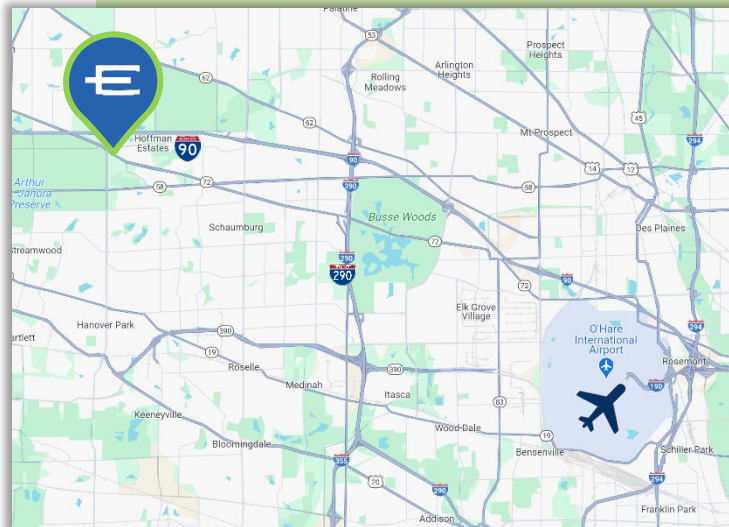 Palatine
53
Prospect
Heights
Arlington
Heights
62
Rolling
Meadows
E
45
62
Mt Prospect
294
Hoffman
Estates
90
90
14
12
58
72
290
58
Arthur
Janura
Preserve
Busse Woods
Schaumburg
Des Plaines
72
Streamwood
290
290
90
72
Elk Grove
Village
Hanover Park
390
O'Hare
International
Airport
294
Bartlett
19
Roselle
390
Rosemont
Medinah
190
Itasca
83
Keeneyville
Wood Dale
19
Bloomingdale
Bensenville
Schiller Park
355
20
290
294
Addison
Franklin Park